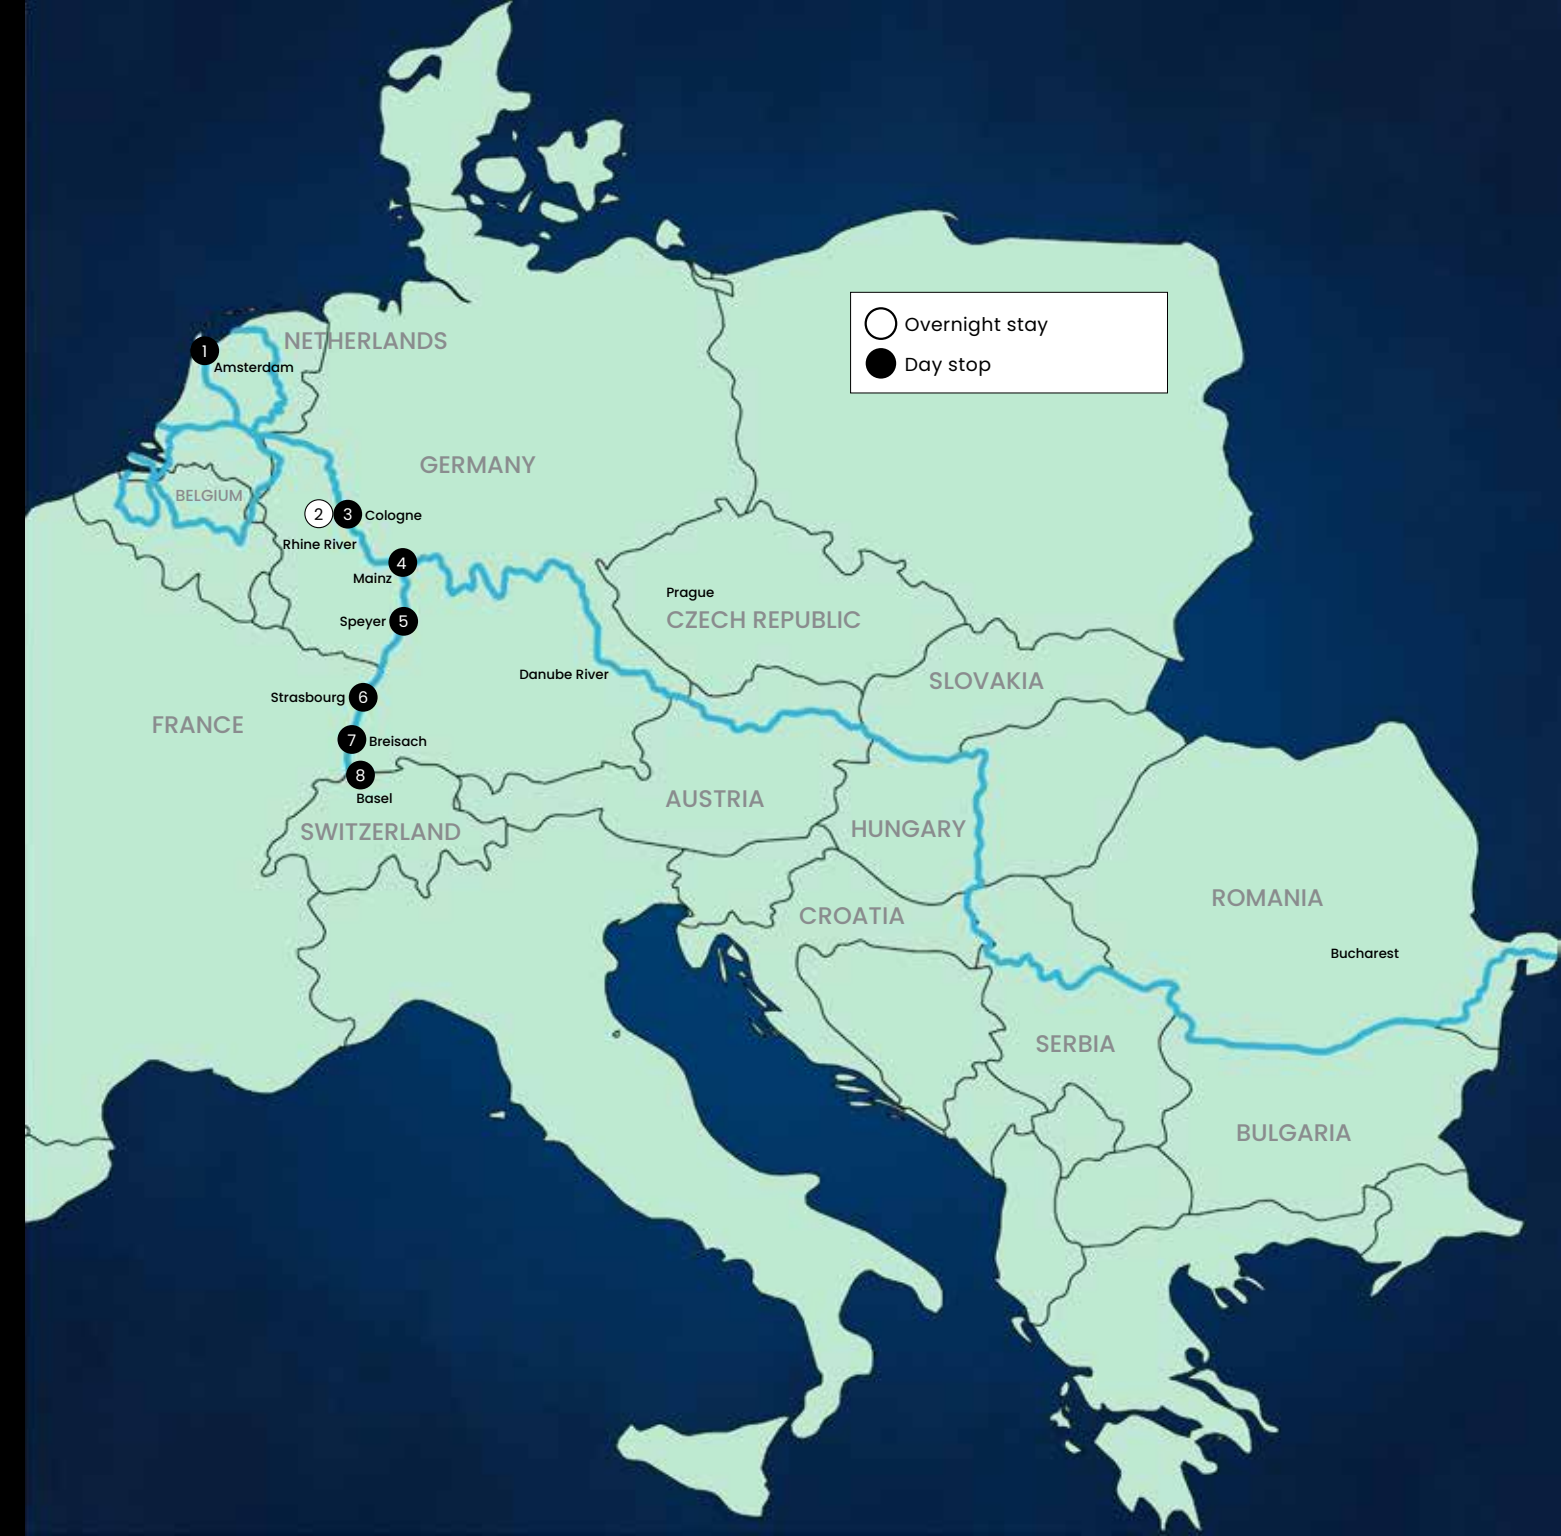 Overnight stay
Day stop
NETHERLANDS
1
Amsterdam
GERMANY
BELGIUM
2 3 Cologne
Rhine River
4
Mainz
Prague
CZECH REPUBLIC
Speyer 5
Danube River
SLOVAKIA
Strasbourg 6
FRANCE
7 Breisach
8
Basel
AUSTRIA
SWITZERLAND
HUNGARY
ROMANIA
CROATIA
Bucharest
SERBIA
BULGARIA